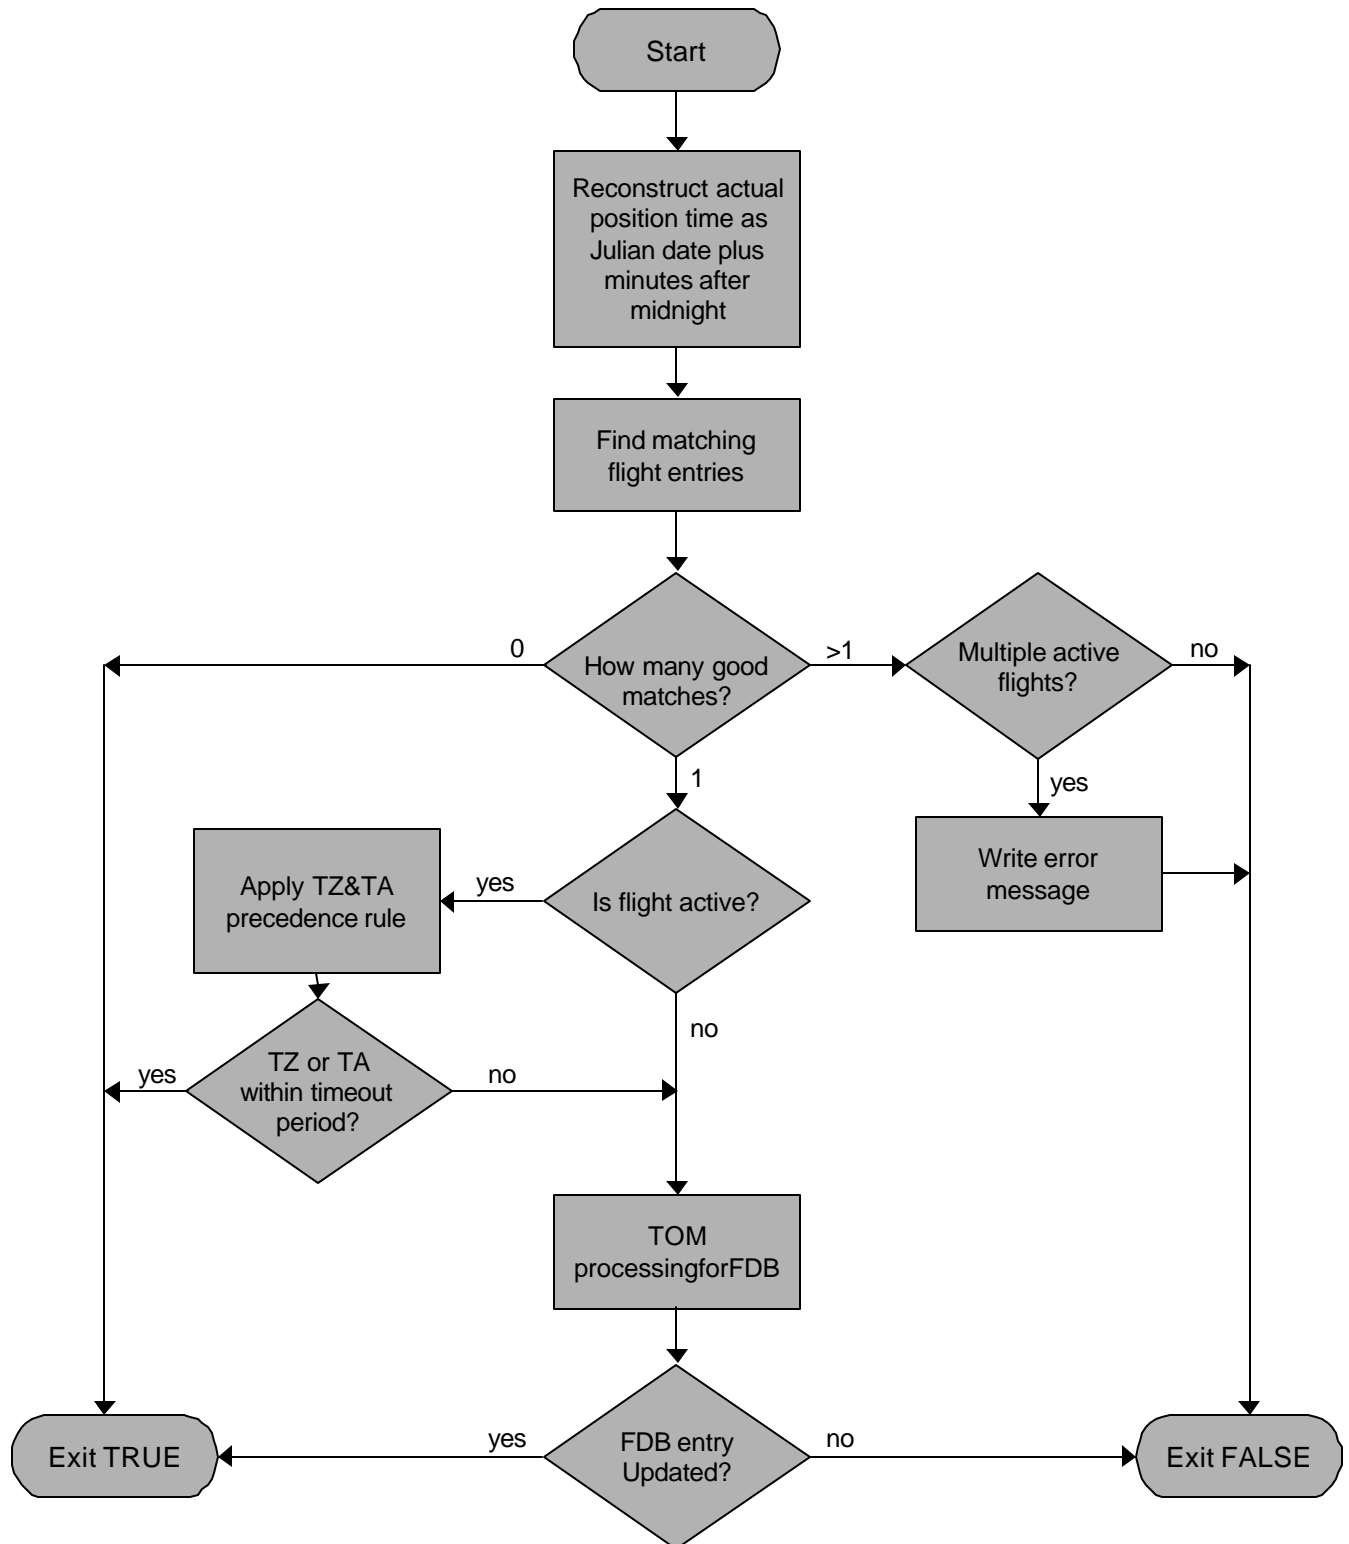 Start
Reconstruct actual
position time as
Julian date plus
minutes after
midnight
Find matching
flight entries
0
How many good
matches?
>1
Multiple active
flights?
no
1
yes
Write error
message
Apply TZ&TA
precedence rule
yes
Is flight active?
no
yes
TZ or TA
within timeout
period?
no
TOM
processingforFDB
Exit TRUE
yes
FDB entry
Updated?
no
Exit FALSE